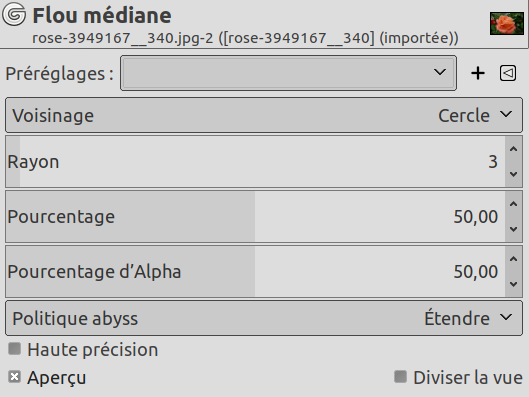 Flou médiane
rose-3949167__340.jpg-2 ([rose-3949167__340] (importée))
Préréglages :
Voisinage Cercle
Rayon 3
Pourcentage 50,00
Pourcentage d’Alpha 50,00
Politique abyss Étendre
Haute précision
Aperçu Diviser la vue